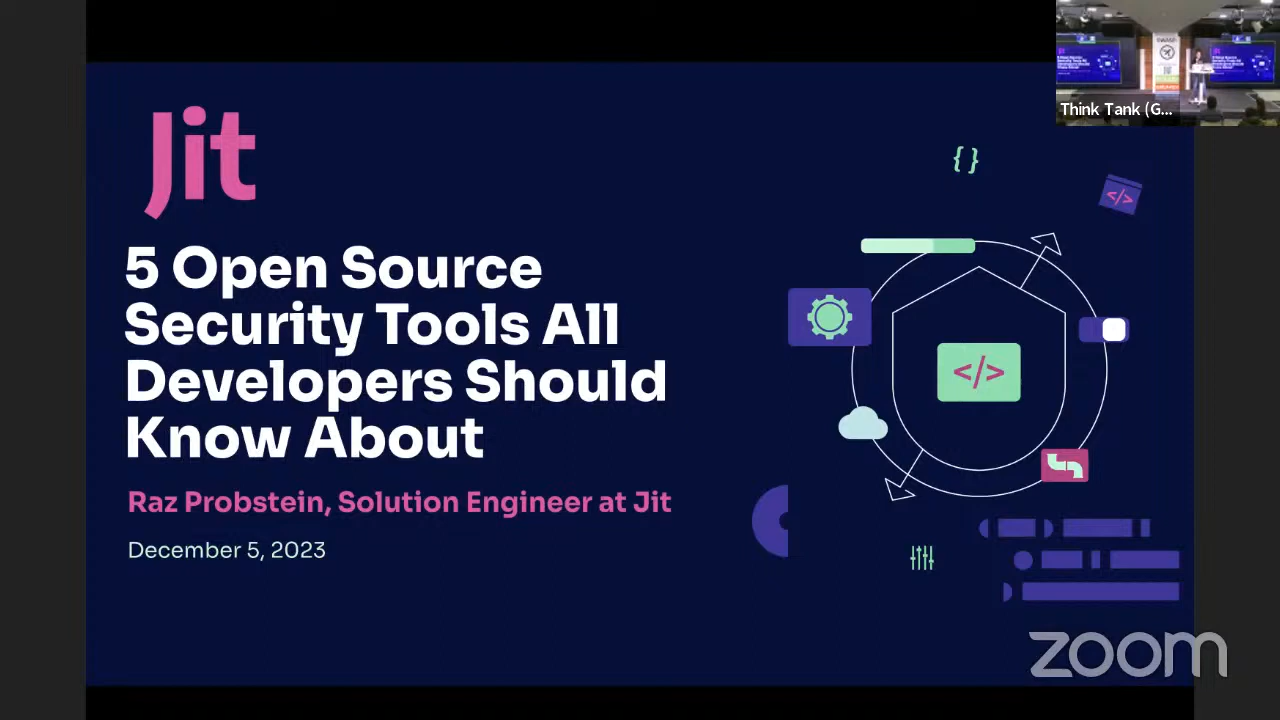 Jit
5 Open Source
Security Tools All
Developers Should
Know About
Raz Probstein, Solution Engineer at Jit
December 5, 2023
{ }
</>
</>
Think Tank (G...
zoom